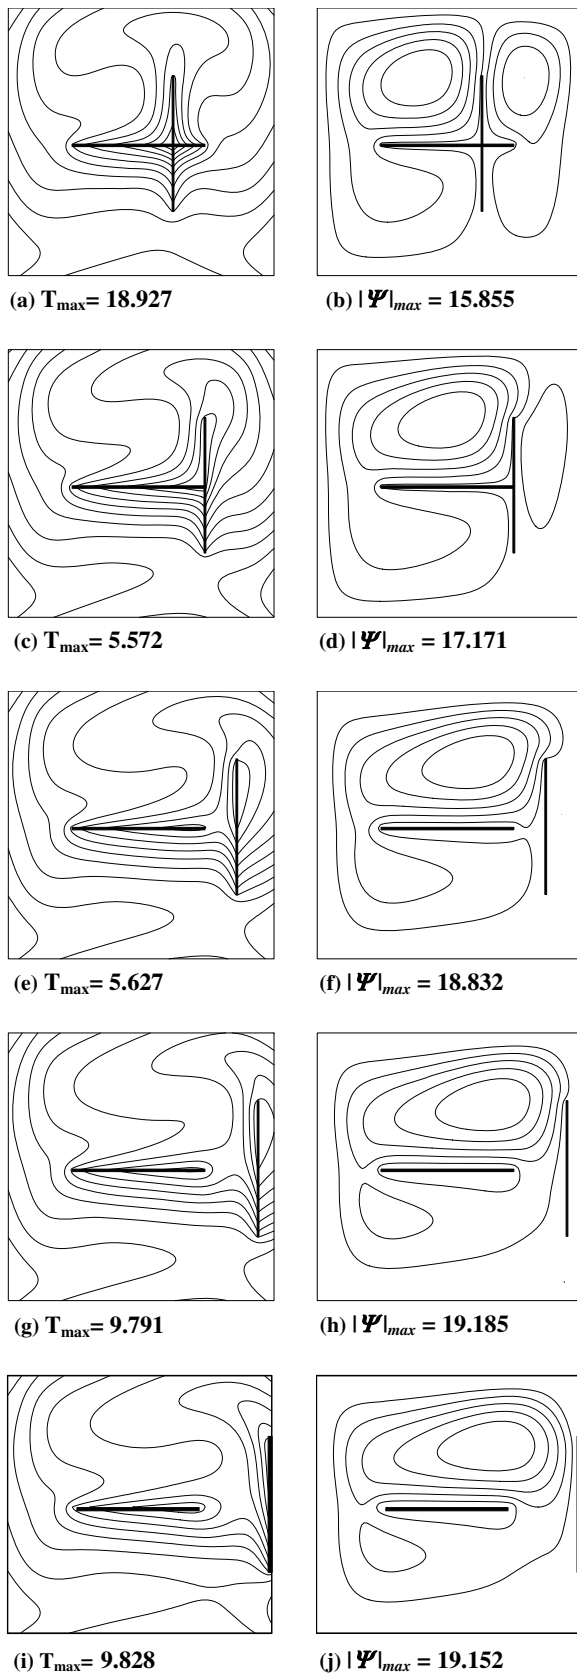 (a) Tmax= 18.927 (b) |Ψ|max = 15.855
(c) Tmax= 5.572 (d) |Ψ|max = 17.171
(e) Tmax= 5.627 (f) |Ψ|max = 18.832
(g) Tmax= 9.791 (h) |Ψ|max = 19.185
(i) Tmax= 9.828 (j) |Ψ|max = 19.152